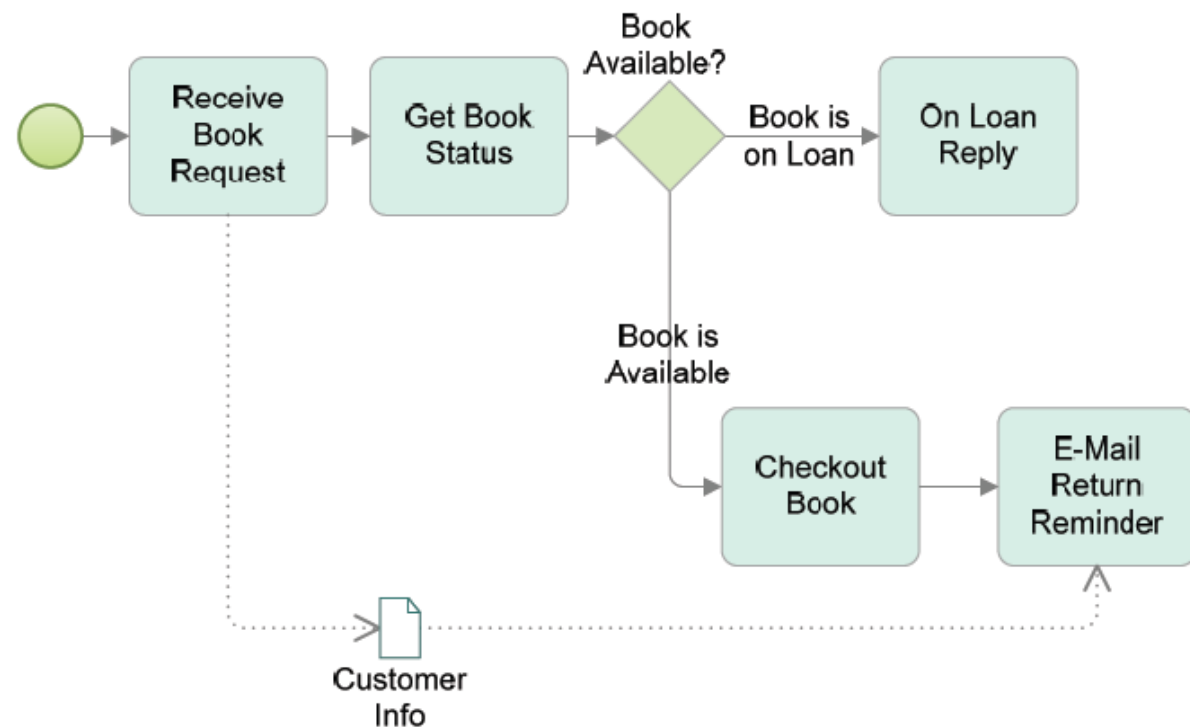 Receive
Book
Request
Get Book
Status
Book
Available?
Book is
on Loan
On Loan
Reply
Book is
Available
Checkout
Book
E-Mail
Return
Reminder
Customer
Info